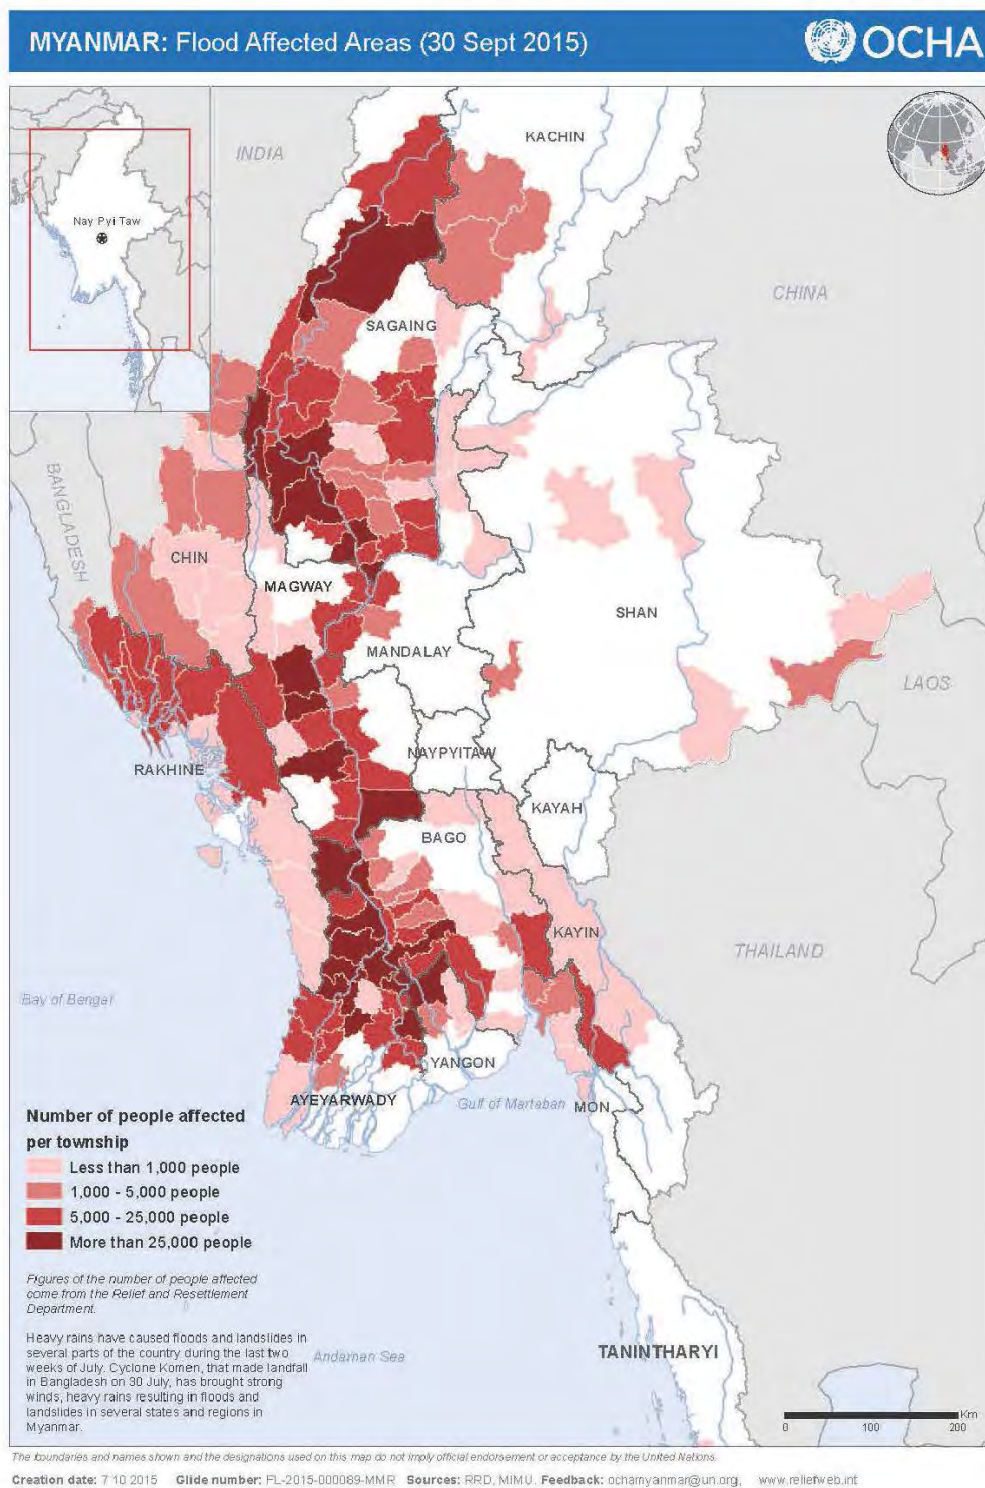 MYANMAR: Flood Affected Areas (30 Sept 2015)
OCHA
Nay Pyi Taw
INDIA
KACHIN
CHINA
SAGAING
BANGLADESH
CHIN
MAGWAY
SHAN
MANDALAY
LAOS
NAYPYITAW
RAKHINE
KAYAH
BAGO
KAYIN
THAILAND
Bay of Bengal
YANGON
AYEYARWADY
Gulf of Martaban
MON
Number of people affected
per township
Less than 1,000 people
1,000 - 5,000 people
5,000 - 25,000 people
More than 25,000 people
Figures of the number of people affected
come from the Relief and Resettlement
Department.
Heavy rains have caused floods and landslides in
several parts of the country during the last two
weeks of July. Cyclone Komen, that made landfall
in Bangladesh on 30 July, has brought strong
winds, heavy rains resulting in floods and
landslides in several states and regions in
Myanmar.
Andaman Sea
TANINTHARYI
Km
0 100 200
The boundaries and names shown and the designations used on this map do not imply official endorsement or acceptance by the United Nations.
Creation date: 7 10 2015 Glide number: FL-2015-000089-MMR Sources: RRD, MIMU. Feedback: ochamyanmar@un.org, www.reliefweb.int